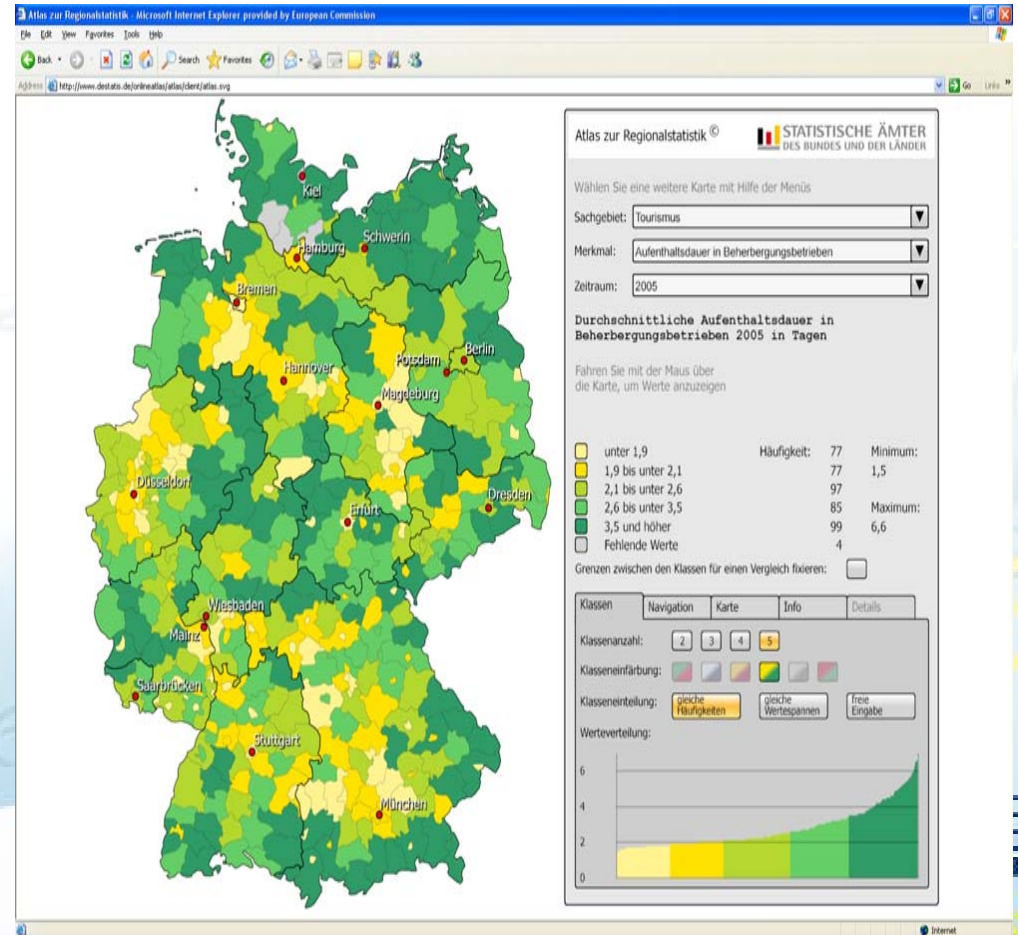 Atlas zur Regionalstatistik - Microsoft Internet Explorer provided by European Commission
File Edit View Favorites Tools Help
Back Search Favorites
Address http://www.destatis.de/onlineatlas/atlas/client/atlas.svg Go Links »
Atlas zur Regionalstatistik © STATISTISCHE ÄMTER
DES BUNDES UND DER LÄNDER
Wählen Sie eine weitere Karte mit Hilfe der Menüs
Sachgebiet: Tourismus
Merkmal: Aufenthaltsdauer in Beherbergungsbetrieben
Zeitraum: 2005
Durchschnittliche Aufenthaltsdauer in
Beherbergungsbetrieben 2005 in Tagen
Fahren Sie mit der Maus über
die Karte, um Werte anzuzeigen
unter 1,9 Häufigkeit: 77 Minimum:
1,9 bis unter 2,1 77 1,5
2,1 bis unter 2,6 97
2,6 bis unter 3,5 85 Maximum:
3,5 und höher 99 6,6
Fehlende Werte 4
Grenzen zwischen den Klassen für einen Vergleich fixieren:
Klassen Navigation Karte Info Details
Klassenanzahl: 2 3 4 5
Klasseneinfärbung:
Klasseneinteilung: gleiche Häufigkeiten gleiche Wertespannen freie Eingabe
Werteverteilung:
6
4
2
0
Kiel
Schwerin
Hamburg
Bremen
Berlin
Potsdam
Hannover
Magdeburg
Düsseldorf
Dresden
Erfurt
Wiesbaden
Mainz
Saarbrücken
Stuttgart
München
Internet